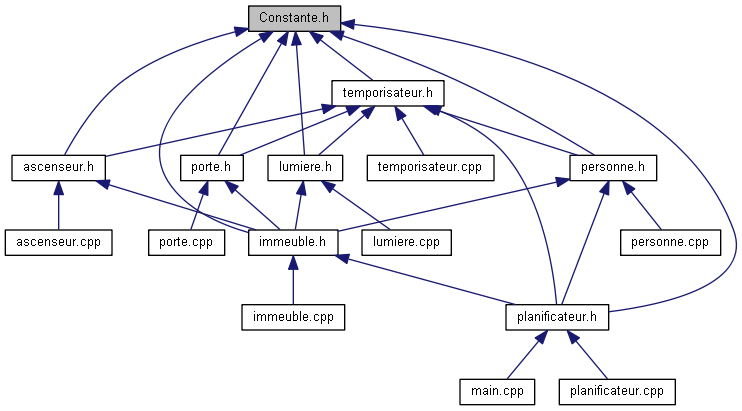 Constante.h
temporisateur.h
ascenseur.h
porte.h
lumiere.h
temporisateur.cpp
personne.h
ascenseur.cpp
porte.cpp
immeuble.h
lumiere.cpp
personne.cpp
immeuble.cpp
planificateur.h
main.cpp
planificateur.cpp